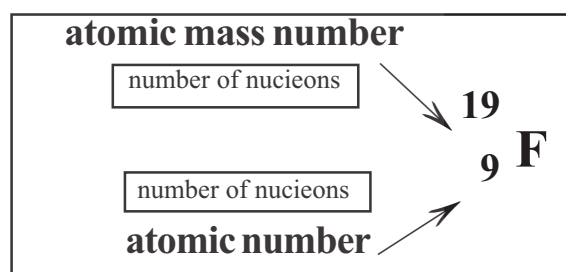 atomic mass number
number of nucieons
19
9 F
number of nucieons
atomic number